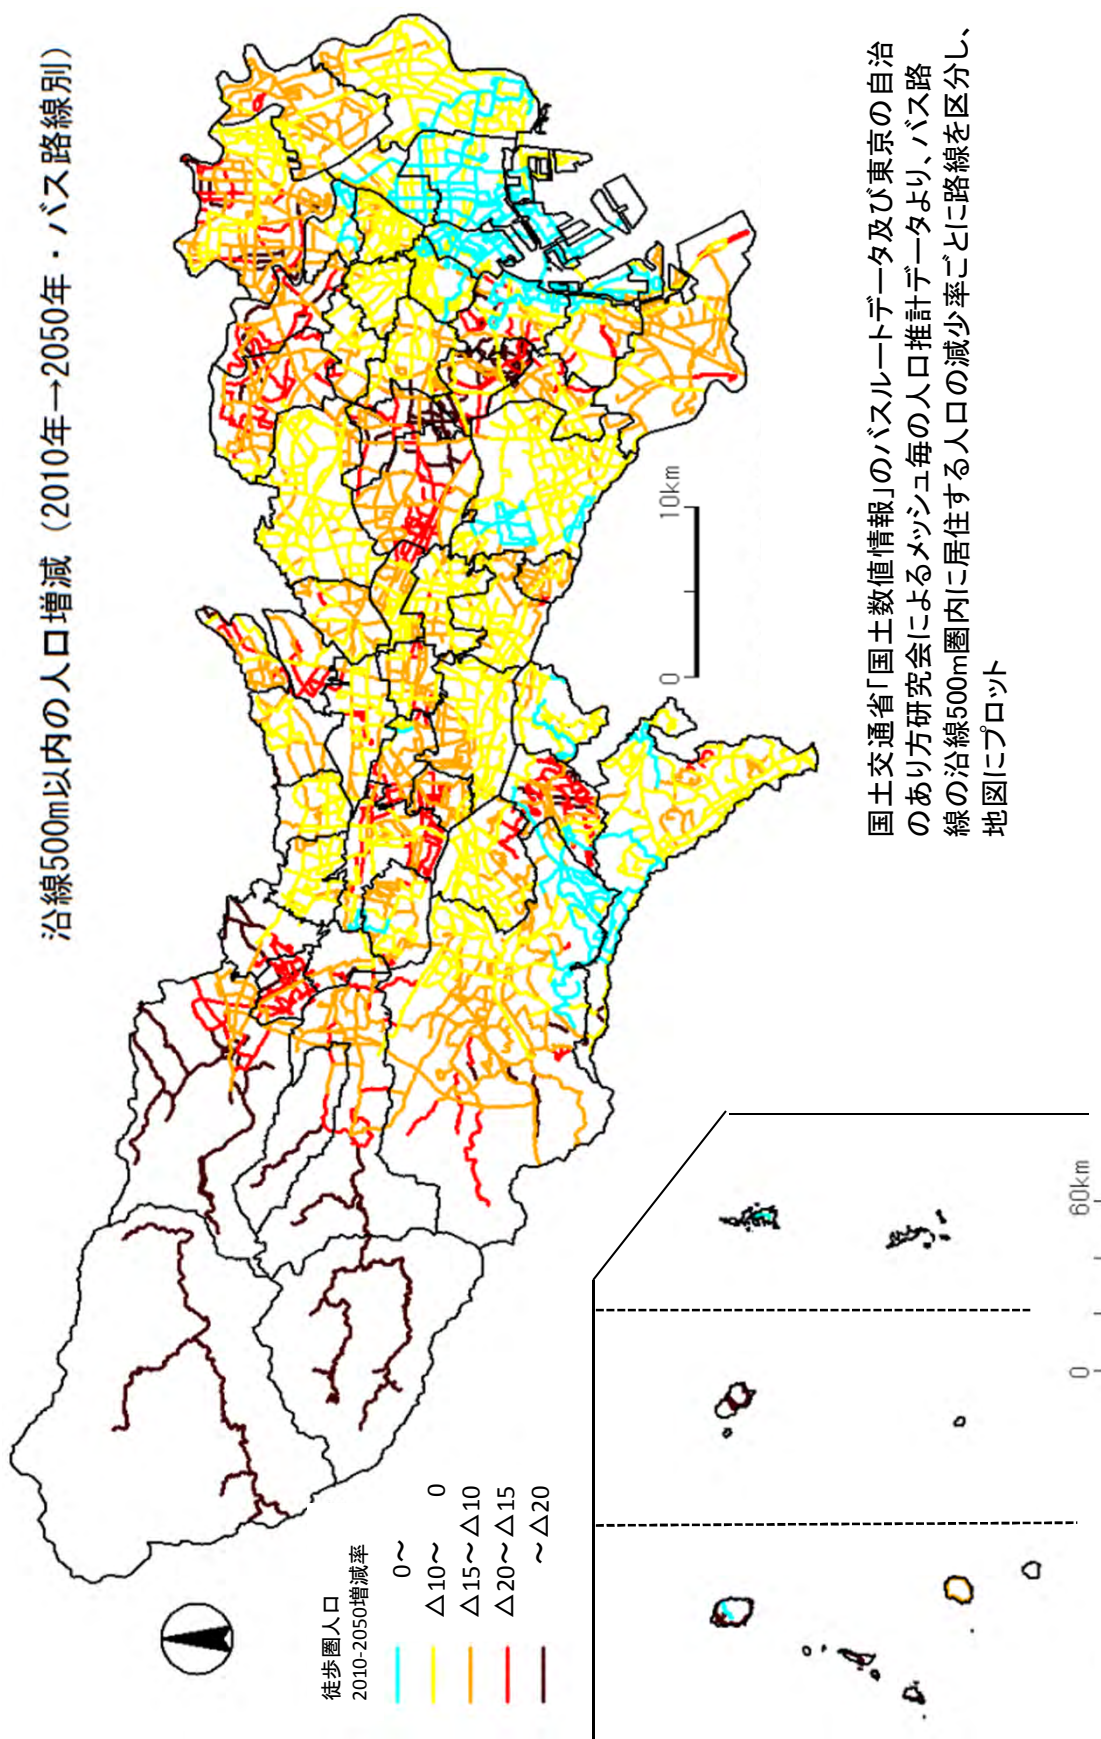 沿線500m以内の人口増減（2010年→2050年・バス路線別）
徒歩圏人口
2010-2050増減率
0～
△10～ 0
△15～△10
△20～△15
～△20
0 10km
0 60km
国土交通省「国土数値情報」のバスルートデータ及び東京の自治
のあり方研究会によるメッシュ毎の人口推計データより、バス路
線の沿線500m圏内に居住する人口の減少率ごとに路線を区分し、
地図にプロット